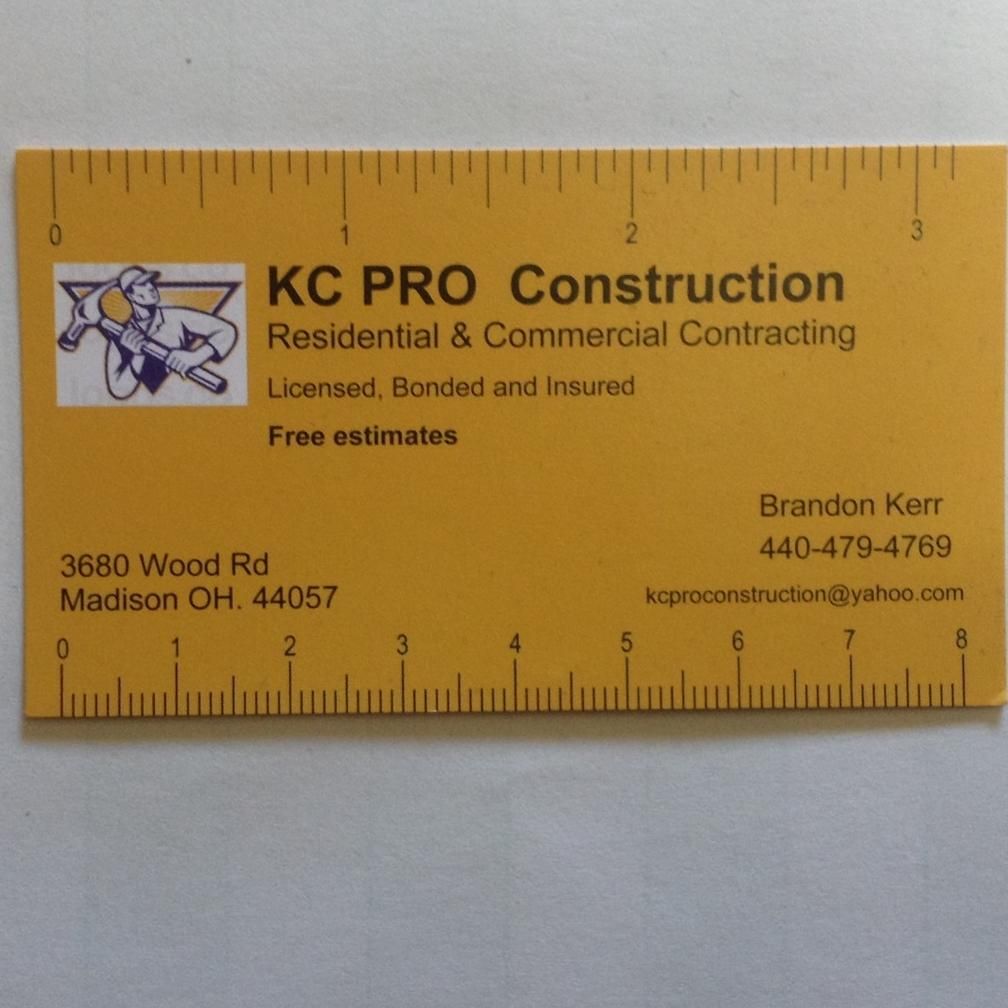 0 1 2 3
KC PRO Construction
Residential & Commercial Contracting
Licensed, Bonded and Insured
Free estimates
Brandon Kerr
440-479-4769
kcproconstruction@yahoo.com
3680 Wood Rd
Madison OH. 44057
0 1 2 3 4 5 6 7 8